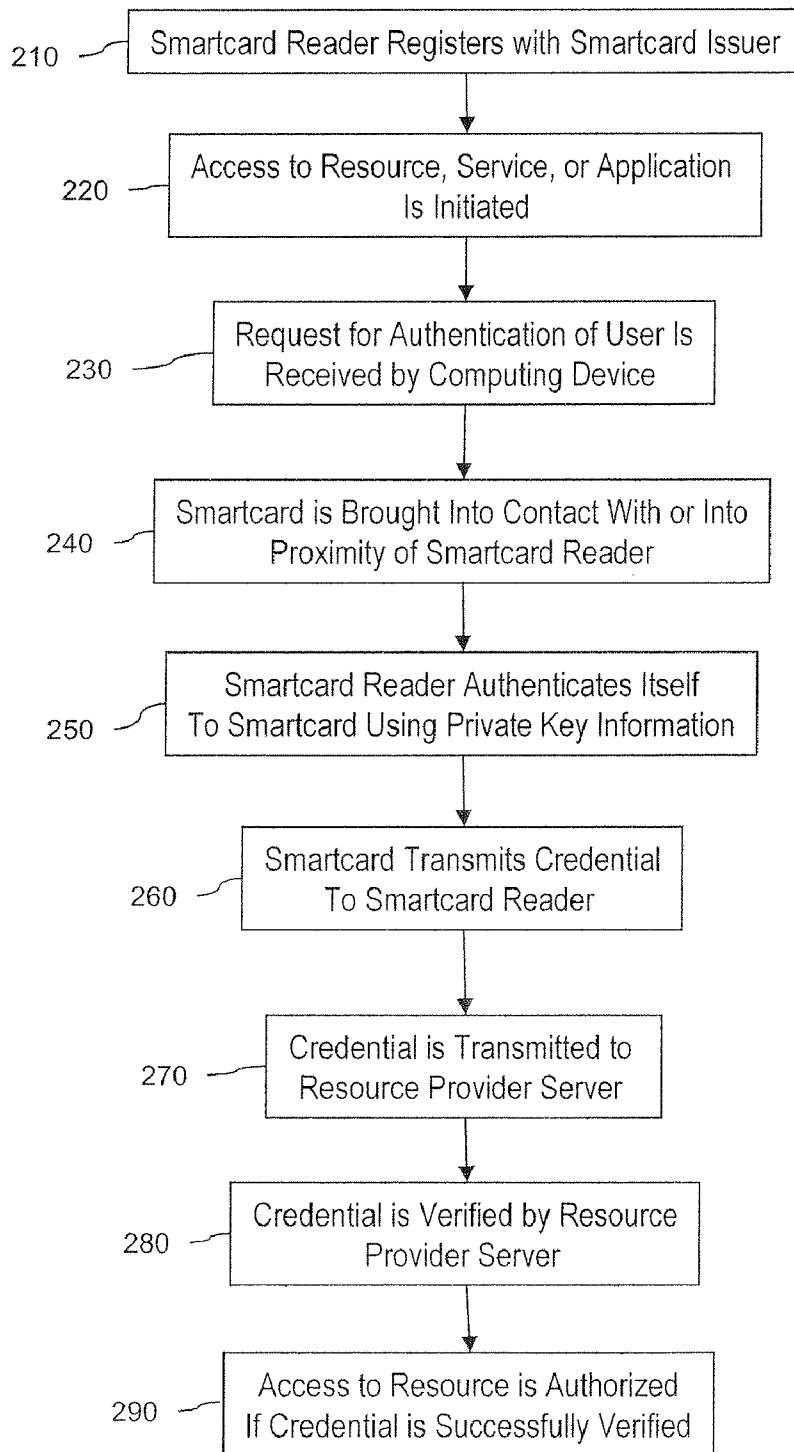 210
Smartcard Reader Registers with Smartcard Issuer
220
Access to Resource, Service, or Application
Is Initiated
230
Request for Authentication of User Is
Received by Computing Device
240
Smartcard is Brought Into Contact With or Into
Proximity of Smartcard Reader
250
Smartcard Reader Authenticates Itself
To Smartcard Using Private Key Information
260
Smartcard Transmits Credential
To Smartcard Reader
270
Credential is Transmitted to
Resource Provider Server
280
Credential is Verified by Resource
Provider Server
290
Access to Resource is Authorized
If Credential is Successfully Verified